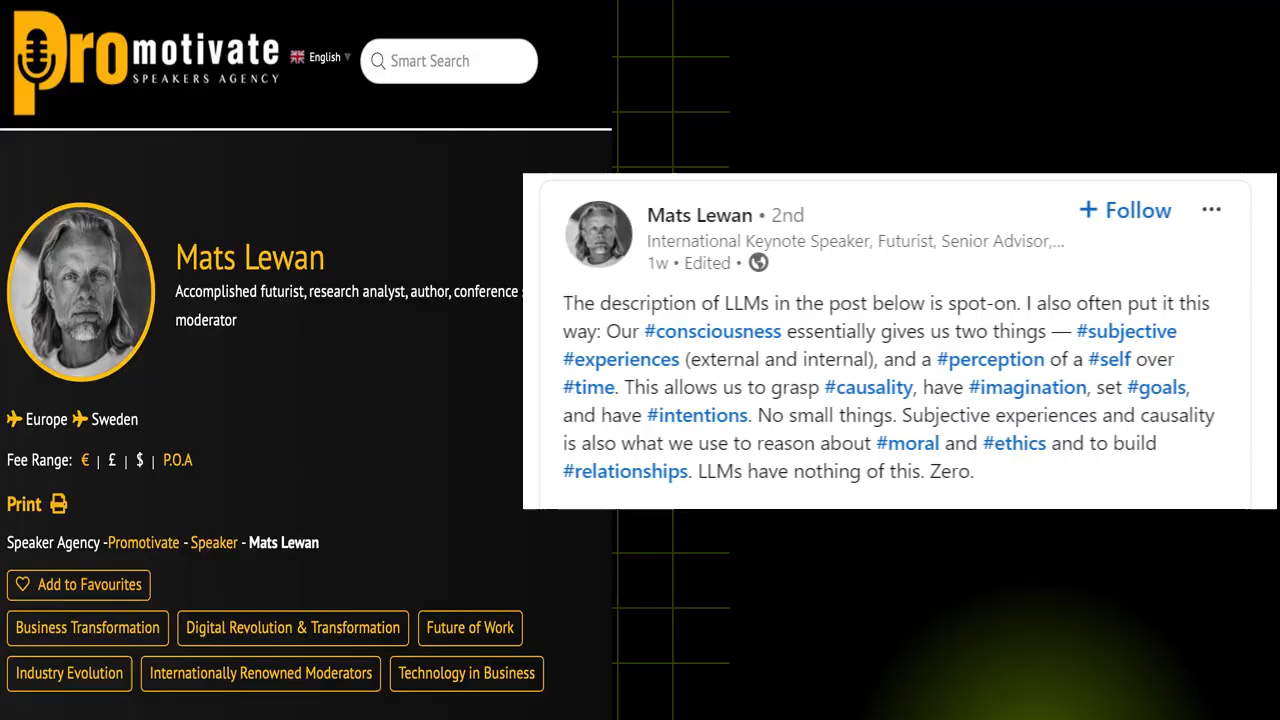 Promotivate
SPEAKERS AGENCY
English
Smart Search
Mats Lewan
Accomplished futurist, research analyst, author, conference
moderator
Europe Sweden
Fee Range: € | £ | $ | P.O.A
Print
Speaker Agency -Promotivate - Speaker - Mats Lewan
Add to Favourites
Business Transformation
Digital Revolution & Transformation
Future of Work
Industry Evolution
Internationally Renowned Moderators
Technology in Business
Mats Lewan • 2nd
+ Follow
International Keynote Speaker, Futurist, Senior Advisor,...
1w • Edited •
The description of LLMs in the post below is spot-on. I also often put it this
way: Our #consciousness essentially gives us two things — #subjective
#experiences (external and internal), and a #perception of a #self over
#time. This allows us to grasp #causality, have #imagination, set #goals,
and have #intentions. No small things. Subjective experiences and causality
is also what we use to reason about #moral and #ethics and to build
#relationships. LLMs have nothing of this. Zero.